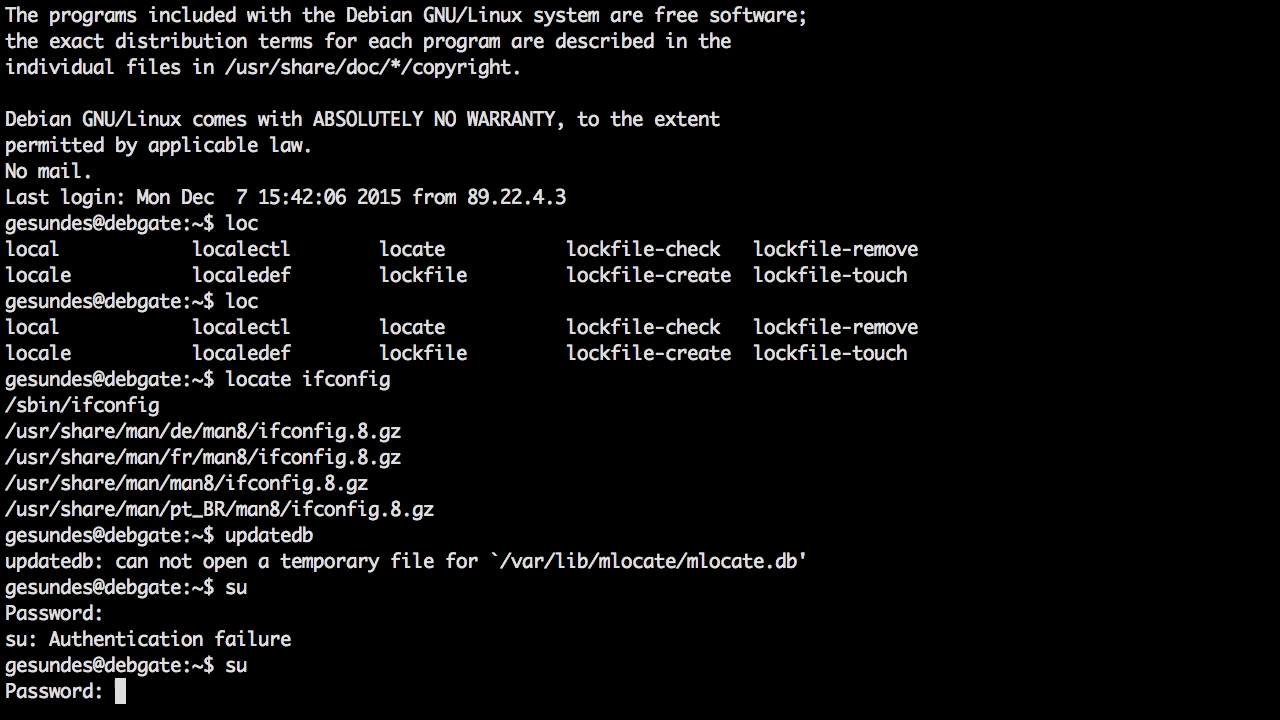 The programs included with the Debian GNU/Linux system are free software;
the exact distribution terms for each program are described in the
individual files in /usr/share/doc/*/copyright.

Debian GNU/Linux comes with ABSOLUTELY NO WARRANTY, to the extent
permitted by applicable law.
No mail.
Last login: Mon Dec  7 15:42:06 2015 from 89.22.4.3
gesundes@debgate:~$ loc
local            localectl        locate           lockfile-check   lockfile-remove
locale           localedef        lockfile         lockfile-create  lockfile-touch
gesundes@debgate:~$ loc
local            localectl        locate           lockfile-check   lockfile-remove
locale           localedef        lockfile         lockfile-create  lockfile-touch
gesundes@debgate:~$ locate ifconfig
/sbin/ifconfig
/usr/share/man/de/man8/ifconfig.8.gz
/usr/share/man/fr/man8/ifconfig.8.gz
/usr/share/man/man8/ifconfig.8.gz
/usr/share/man/pt_BR/man8/ifconfig.8.gz
gesundes@debgate:~$ updatedb
updatedb: can not open a temporary file for `/var/lib/mlocate/mlocate.db'
gesundes@debgate:~$ su
Password:
su: Authentication failure
gesundes@debgate:~$ su
Password: